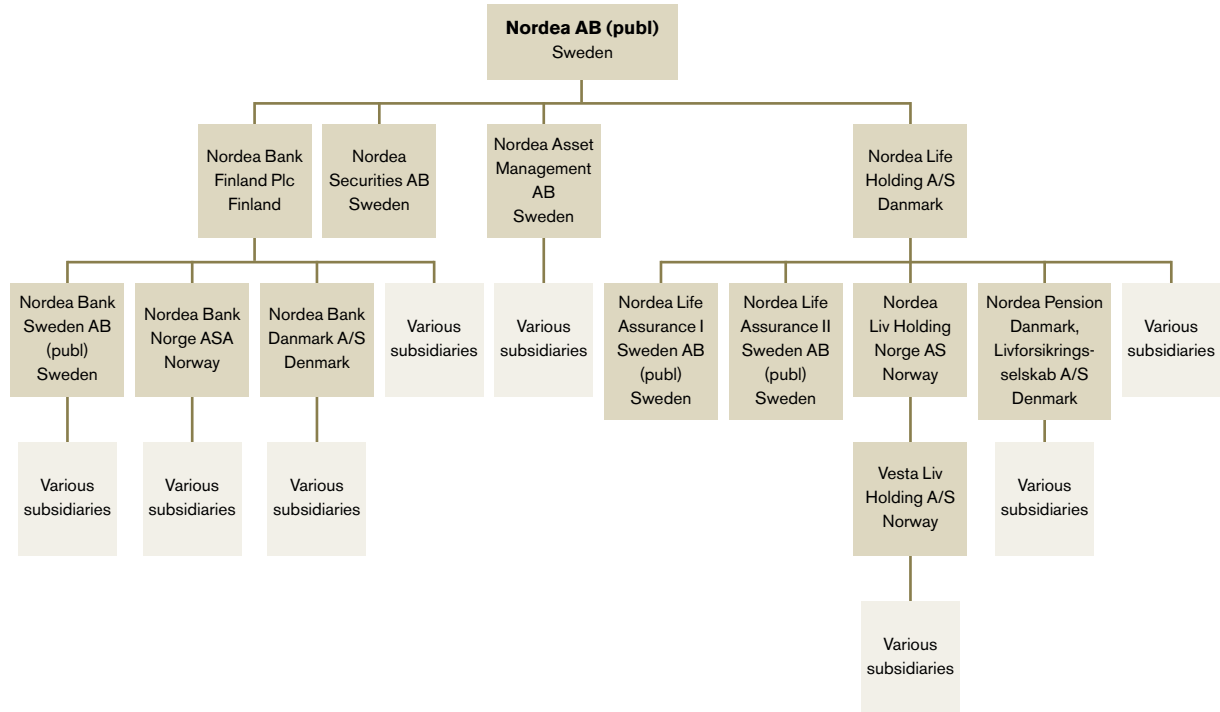 Nordea AB (publ)
Sweden
Nordea Bank
Finland Plc
Finland
Nordea
Securities AB
Sweden
Nordea Asset
Management
AB
Sweden
Nordea Life
Holding A/S
Danmark
Nordea Bank
Sweden AB
(publ)
Sweden
Nordea Bank
Norge ASA
Norway
Nordea Bank
Danmark A/S
Denmark
Various
subsidiaries
Various
subsidiaries
Nordea Life
Assurance I
Sweden AB
(publ)
Sweden
Nordea Life
Assurance II
Sweden AB
(publ)
Sweden
Nordea
Liv Holding
Norge AS
Norway
Nordea Pension
Danmark,
Livforsikrings-
selskab A/S
Denmark
Various
subsidiaries
Various
subsidiaries
Various
subsidiaries
Various
subsidiaries
Vesta Liv
Holding A/S
Norway
Various
subsidiaries
Various
subsidiaries